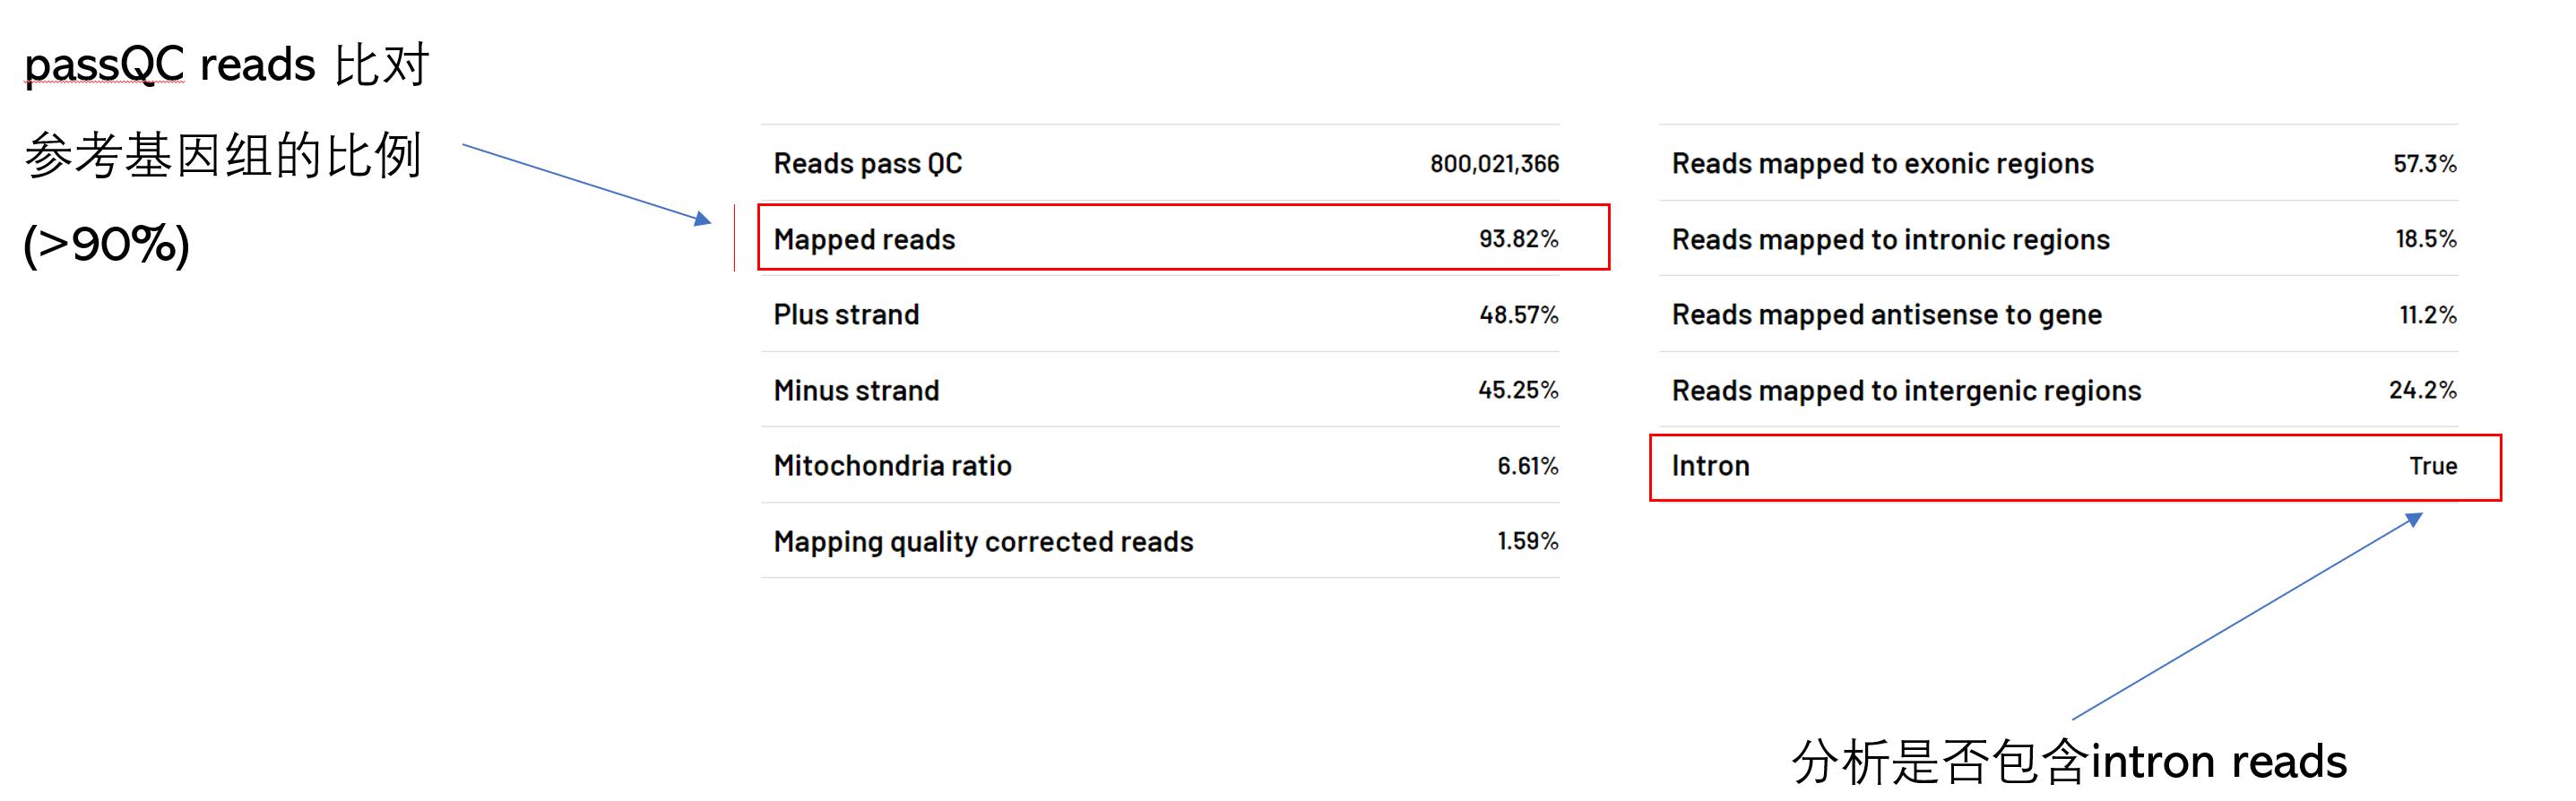 passQC reads 比对
参考基因组的比例
(>90%)
Reads pass QC 800,021,366
Mapped reads 93.82%
Plus strand 48.57%
Minus strand 45.25%
Mitochondria ratio 6.61%
Mapping quality corrected reads 1.59%
Reads mapped to exonic regions 57.3%
Reads mapped to intronic regions 18.5%
Reads mapped antisense to gene 11.2%
Reads mapped to intergenic regions 24.2%
Intron True
分析是否包含intron reads